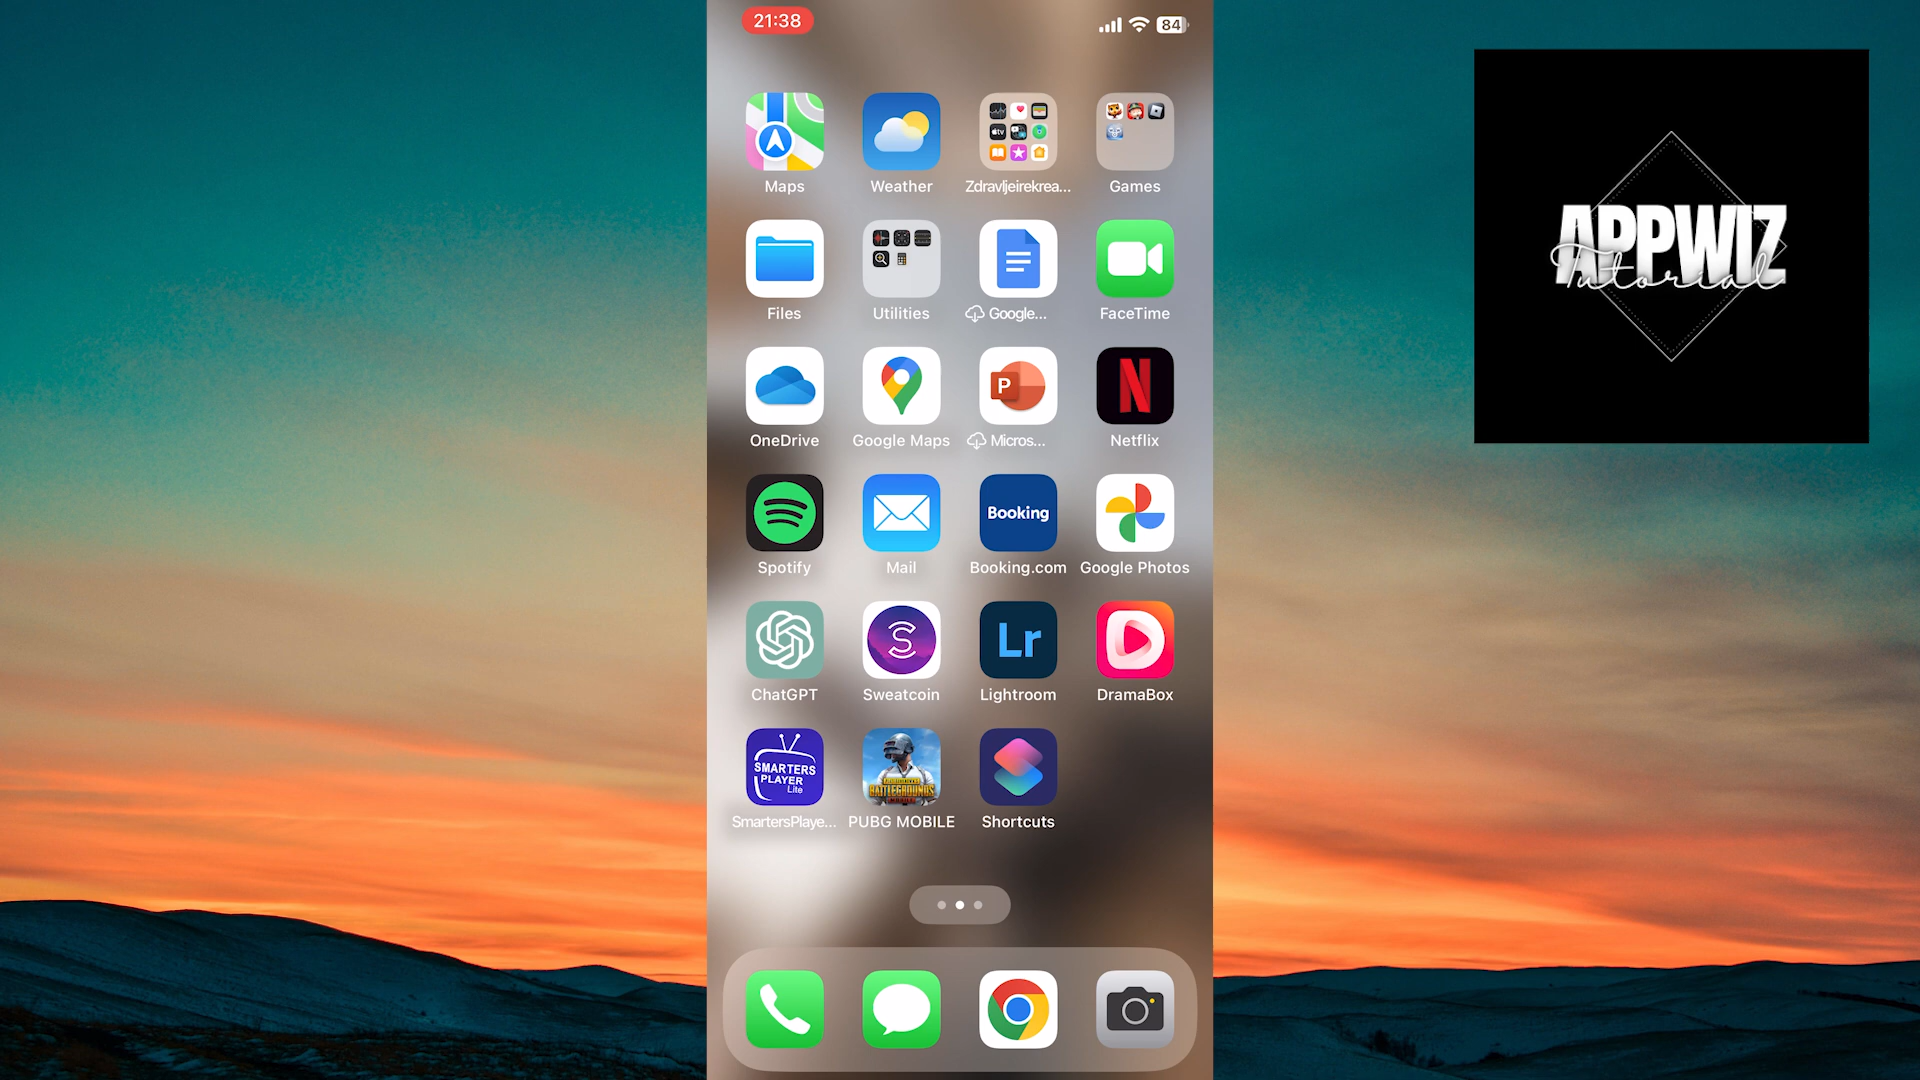 21:38
84
APPWIZ
Tutorial
Maps
Weather
Zdravljeirekrea...
Games
Files
Utilities
Google...
FaceTime
OneDrive
Google Maps
P
Micros...
N
Netflix
Spotify
Mail
Booking
Booking.com
Google Photos
ChatGPT
S
Sweatcoin
Lr
Lightroom
DramaBox
SMARTERS
PLAYER
Lite
SmartersPlaye...
BATTLEGROUNDS
PUBG MOBILE
Shortcuts